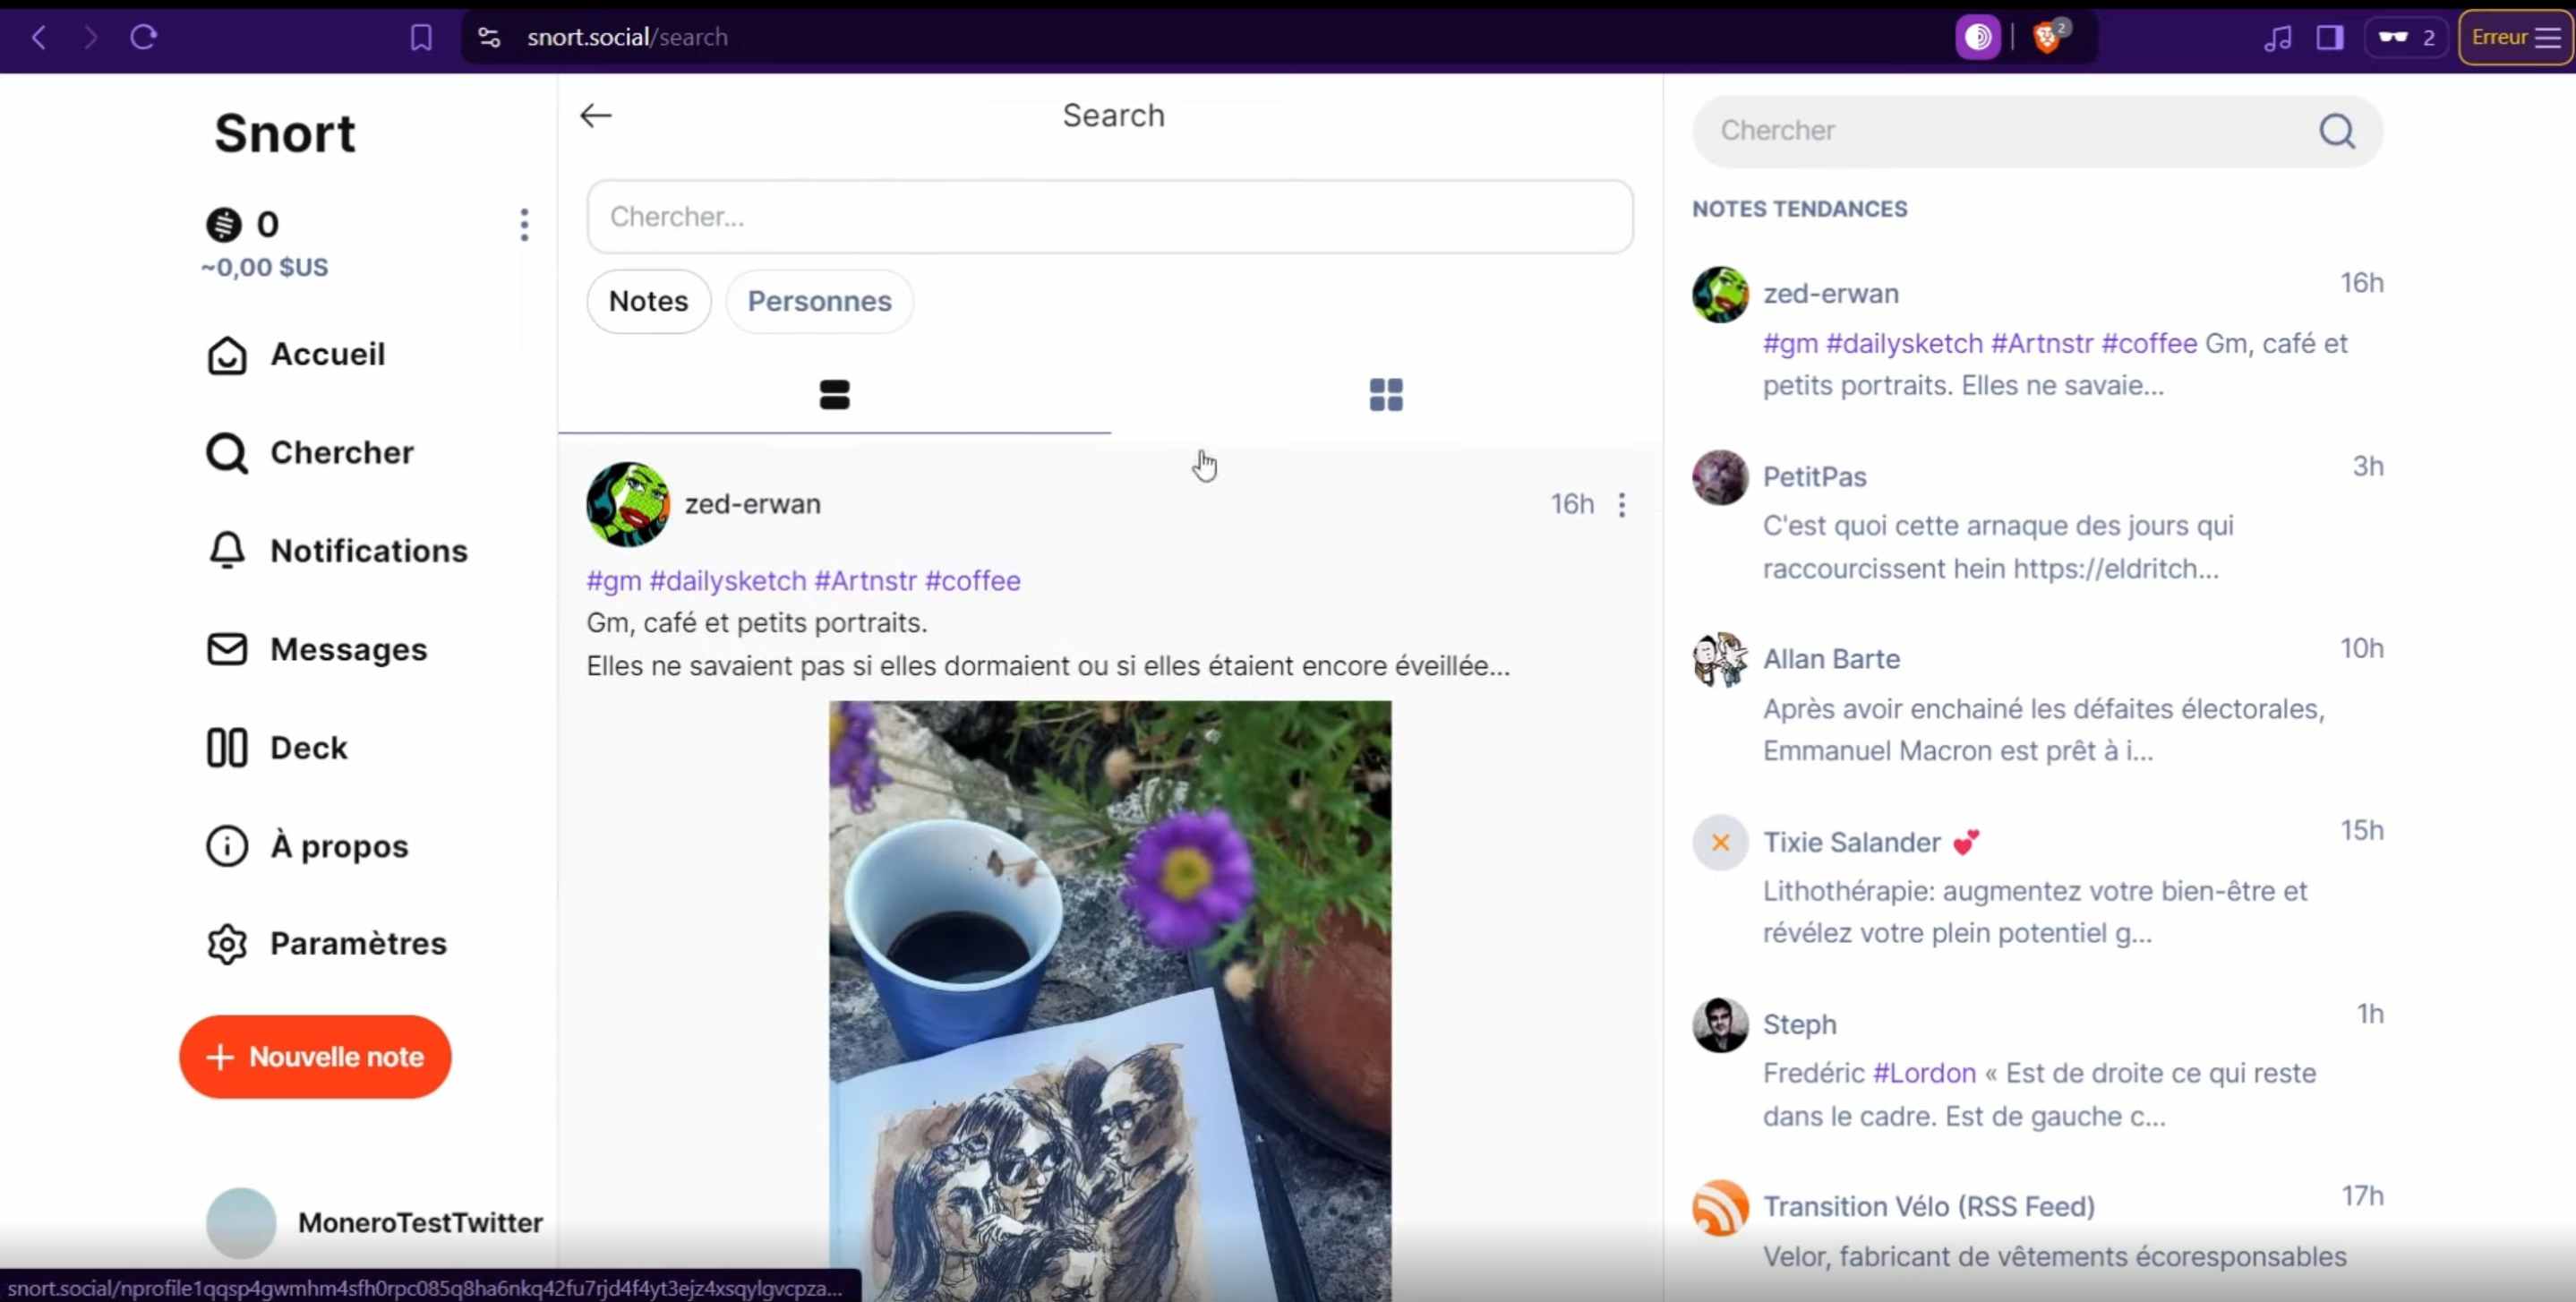 snort.social/search
2
2
Erreur
Snort
0
~0,00 $US
Accueil
Chercher
Notifications
Messages
Deck
À propos
Paramètres
Nouvelle note
MoneroTestTwitter
Search
Chercher...
Notes
Personnes
zed-erwan
16h
#gm #dailysketch #Artnstr #coffee
Gm, café et petits portraits.
Elles ne savaient pas si elles dormaient ou si elles étaient encore éveillée...
Chercher
NOTES TENDANCES
zed-erwan
16h
#gm #dailysketch #Artnstr #coffee Gm, café et
petits portraits. Elles ne savaie...
PetitPas
3h
C'est quoi cette arnaque des jours qui
raccourcissent hein https://eldritch...
Allan Barte
10h
Après avoir enchainé les défaites électorales,
Emmanuel Macron est prêt à i...
Tixie Salander 💕
15h
Lithothérapie: augmentez votre bien-être et
révélez votre plein potentiel g...
Steph
1h
Fredéric #Lordon « Est de droite ce qui reste
dans le cadre. Est de gauche c...
Transition Vélo (RSS Feed)
17h
Velor, fabricant de vêtements écoresponsables
snort.social/nprofile1qqsp4gwmhm4sfh0rpc085q8ha6nkq42fu7rjd4f4yt3ejz4xsqylgvcpza...